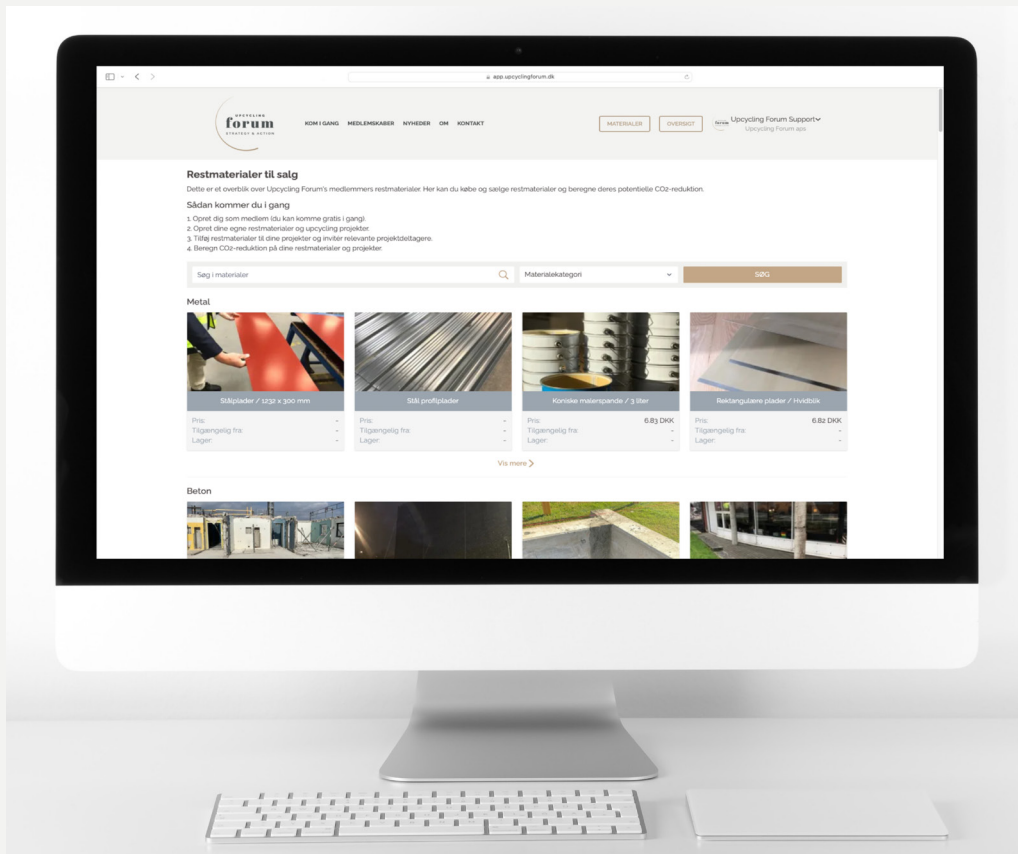 app.upcyclingforum.dk
UPCYCLING
forum
STRATEGY & ACTION
KOM I GANG MEDLEMSKABER NYHEDER OM KONTAKT
MATERIALER
OVERSIGT
forum
Upcycling Forum Support
Upcycling Forum aps
Restmaterialer til salg
Dette er et overblik over Upcycling Forum's medlemmers restmaterialer. Her kan du købe og sælge restmaterialer og beregne deres potentielle CO2-reduktion.
Sådan kommer du i gang
1. Opret dig som medlem (du kan komme gratis i gang).
2. Opret dine egne restmaterialer og upcycling projekter.
3. Tilføj restmaterialer til dine projekter og inviter relevante projektdeltagere.
4. Beregn CO2-reduktion på dine restmaterialer og projekter.
Søg i materialer
Materialekategori
SØG
Metal
Stålplader / 1232 x 300 mm
Pris: -
Tilgængelig fra: -
Lager: -
Stål profilplader
Pris: -
Tilgængelig fra: -
Lager: -
Koniske malerspande / 3 liter
Pris: 6.83 DKK
Tilgængelig fra: -
Lager: -
Rektangulære plader / Hvidblik
Pris: 6.82 DKK
Tilgængelig fra: -
Lager: -
Vis mere
Beton